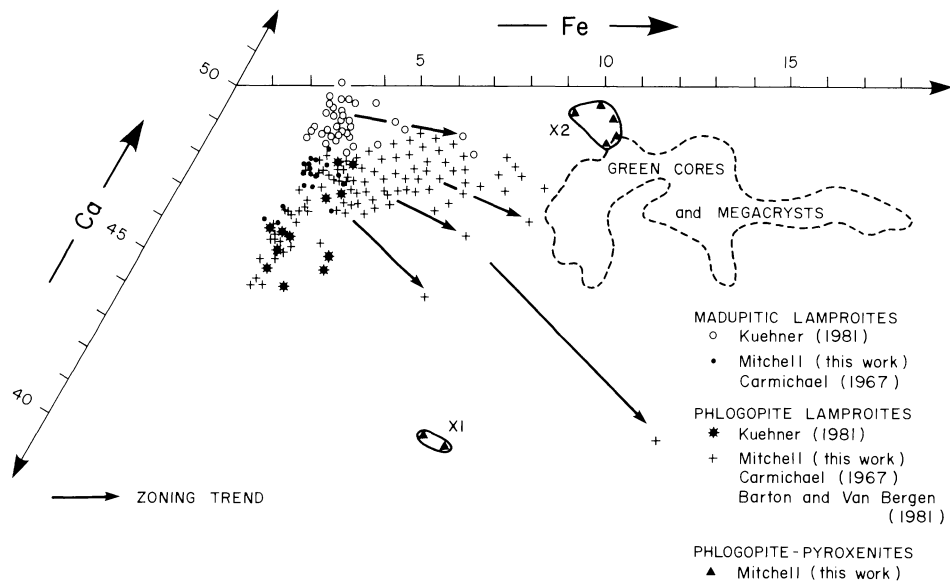 Fe
5
10
15
50
Ca
45
40
X2
GREEN CORES
and MEGACRYSTS
X1
ZONING TREND
MADUPITIC LAMPROITES
Kuehner (1981)
Mitchell (this work)
Carmichael (1967)
PHLOGOPITE LAMPROITES
Kuehner (1981)
Mitchell (this work)
Carmichael (1967)
Barton and Van Bergen
(1981)
PHLOGOPITE-PYROXENITES
Mitchell (this work)